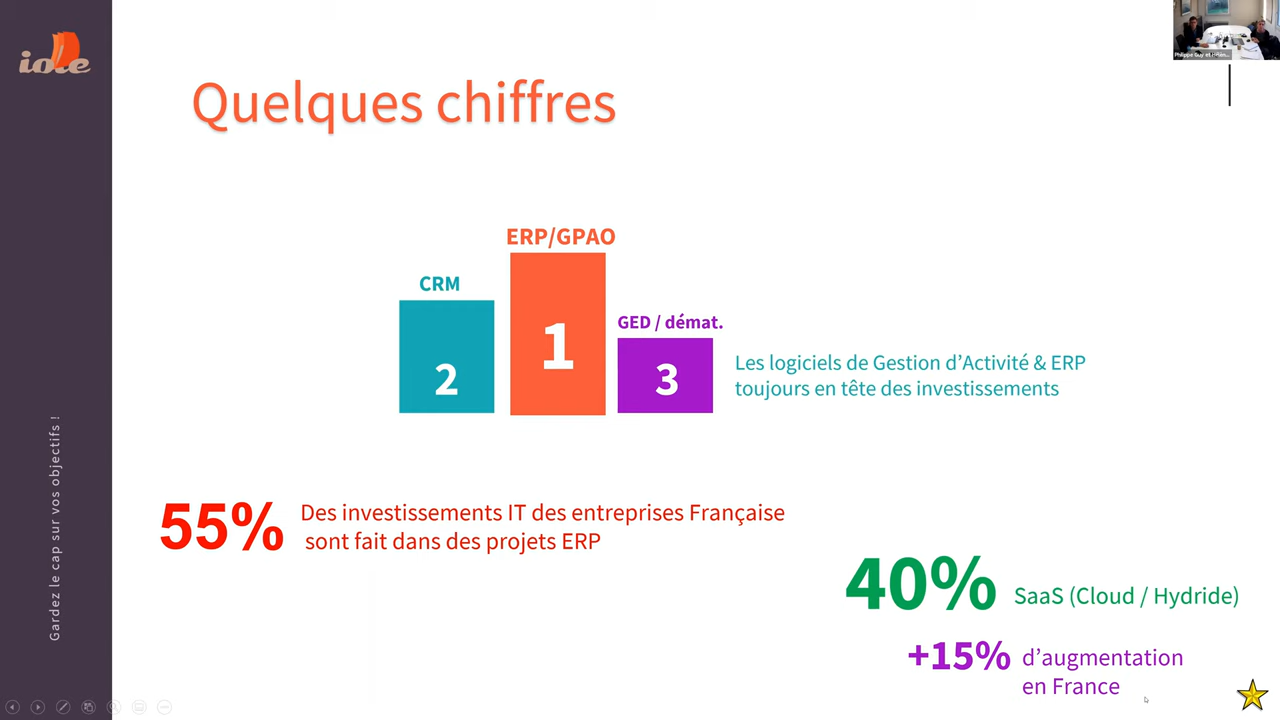 iole
Quelques chiffres
ERP/GPAO
CRM
GED / démat.
1
2
3
Les logiciels de Gestion d’Activité & ERP
toujours en tête des investissements
Gardez le cap sur vos objectifs !
55%
Des investissements IT des entreprises Française
sont fait dans des projets ERP
40%
SaaS (Cloud / Hydride)
+15%
d’augmentation
en France